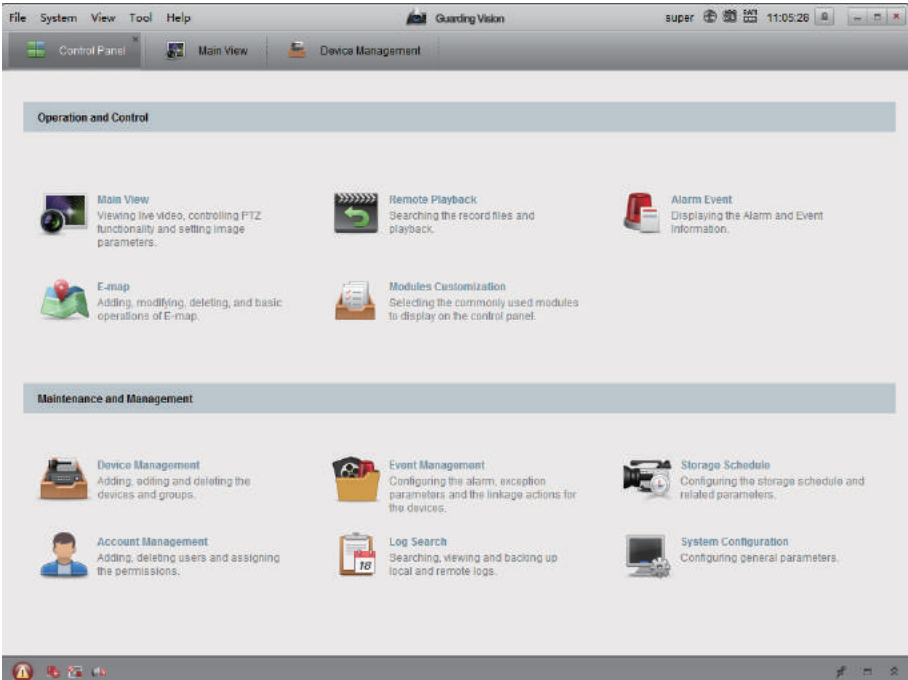 File System View Tool Help Guarding Vision super 11:05:28
Control Panel Main View Device Management
Operation and Control
Main View
Viewing live video, controlling PTZ
functionality and setting image
parameters.
Remote Playback
Searching the record files and
playback.
Alarm Event
Displaying the Alarm and Event
Information.
E-map
Adding, modifying, deleting, and basic
operations of E-map.
Modules Customization
Selecting the commonly used modules
to display on the control panel.
Maintenance and Management
Device Management
Adding, editing and deleting the
devices and groups.
Event Management
Configuring the alarm, exception
parameters and the linkage actions for
the devices.
Storage Schedule
Configuring the storage schedule and
related parameters.
Account Management
Adding, deleting users and assigning
the permissions.
Log Search
Searching, viewing and backing up
local and remote logs.
18
System Configuration
Configuring general parameters.